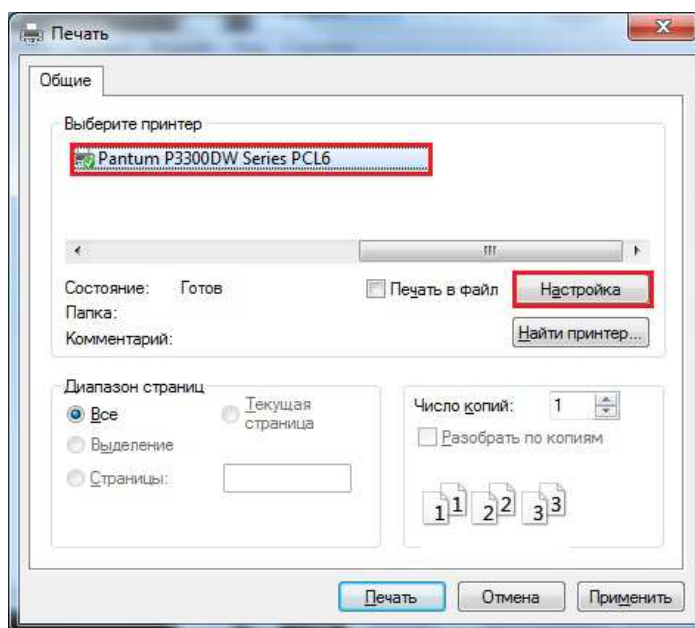 Печать
Общие
Выберите принтер
Pantum P3300DW Series PCL6
Состояние: Готов
Печать в файл
Настройка
Папка:
Комментарий:
Найти принтер...
Диапазон страниц
Все
Текущая
страница
Выделение
Страницы:
Число копий: 1
Разобрать по копиям
1 1 2 2 3 3
Печать Отмена Применить